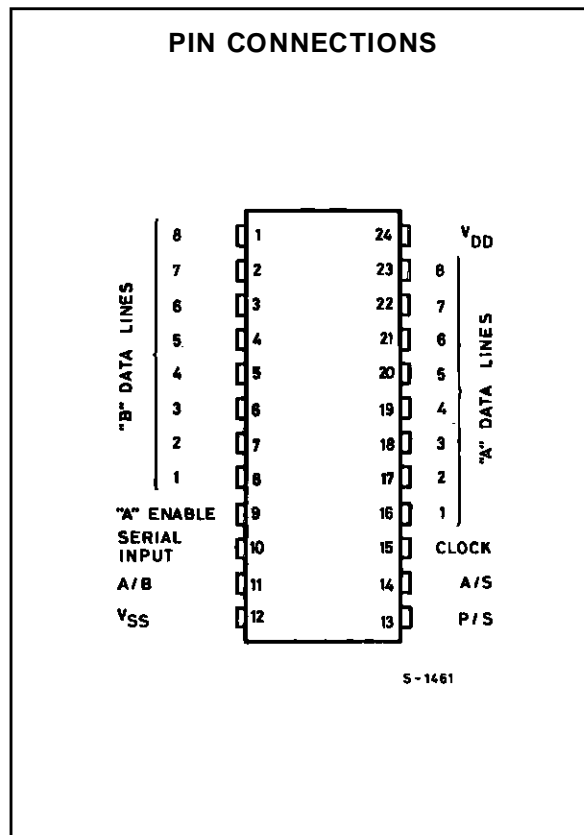 PIN CONNECTIONS
8 1 24 VDD
7 2 23 8
6 3 22 7
5 4 21 6
4 5 20 5
3 6 19 4
2 7 18 3
1 8 17 2
"A" ENABLE 9 16 1
SERIAL
INPUT 10 15 CLOCK
A/B 11 14 A/S
VSS 12 13 P/S
"B" DATA LINES
"A" DATA LINES
S-1461